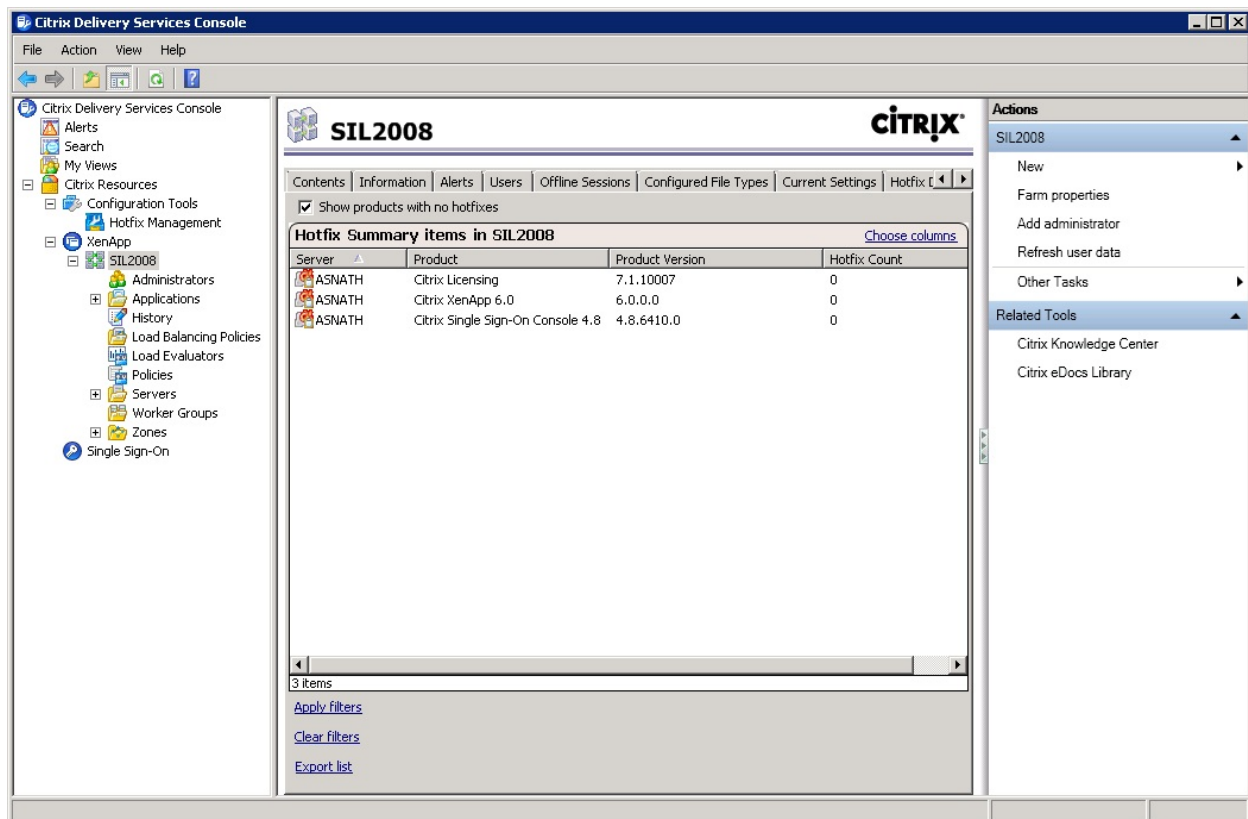 Citrix Delivery Services Console
File Action View Help
Citrix Delivery Services Console
Alerts
Search
My Views
Citrix Resources
Configuration Tools
Hotfix Management
XenApp
SIL2008
Administrators
Applications
History
Load Balancing Policies
Load Evaluators
Policies
Servers
Worker Groups
Zones
Single Sign-On
SIL2008
CİTRIX
Contents Information Alerts Users Offline Sessions Configured File Types Current Settings Hotfix
Show products with no hotfixes
Hotfix Summary items in SIL2008 Choose columns
Server Product Product Version Hotfix Count
ASNATH Citrix Licensing 7.1.10007 0
ASNATH Citrix XenApp 6.0 6.0.0.0 0
ASNATH Citrix Single Sign-On Console 4.8 4.8.6410.0 0
3 items
Apply filters
Clear filters
Export list
Actions
SIL2008
New
Farm properties
Add administrator
Refresh user data
Other Tasks
Related Tools
Citrix Knowledge Center
Citrix eDocs Library